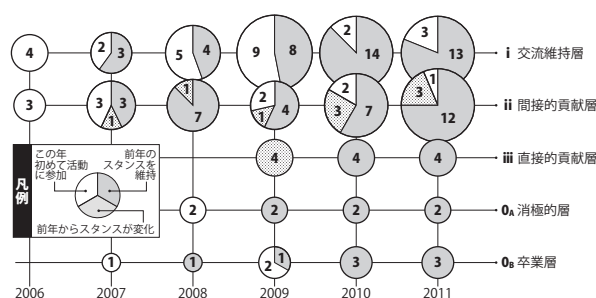 4 2 3 5 4 9 8 2 14 3 13 i 交流維持層
3 3 3 1 1 7 2 1 4 2 3 7 3 1 12 ii 間接的貢献層
4 4 4 iii 直接的貢献層
凡例
この年
初めて活動
に参加
前年の
スタンスを
維持
前年からスタンスが変化
2 2 2 2 0A 消極的層
1 1 2 1 3 3 0B 卒業層
2006 2007 2008 2009 2010 2011